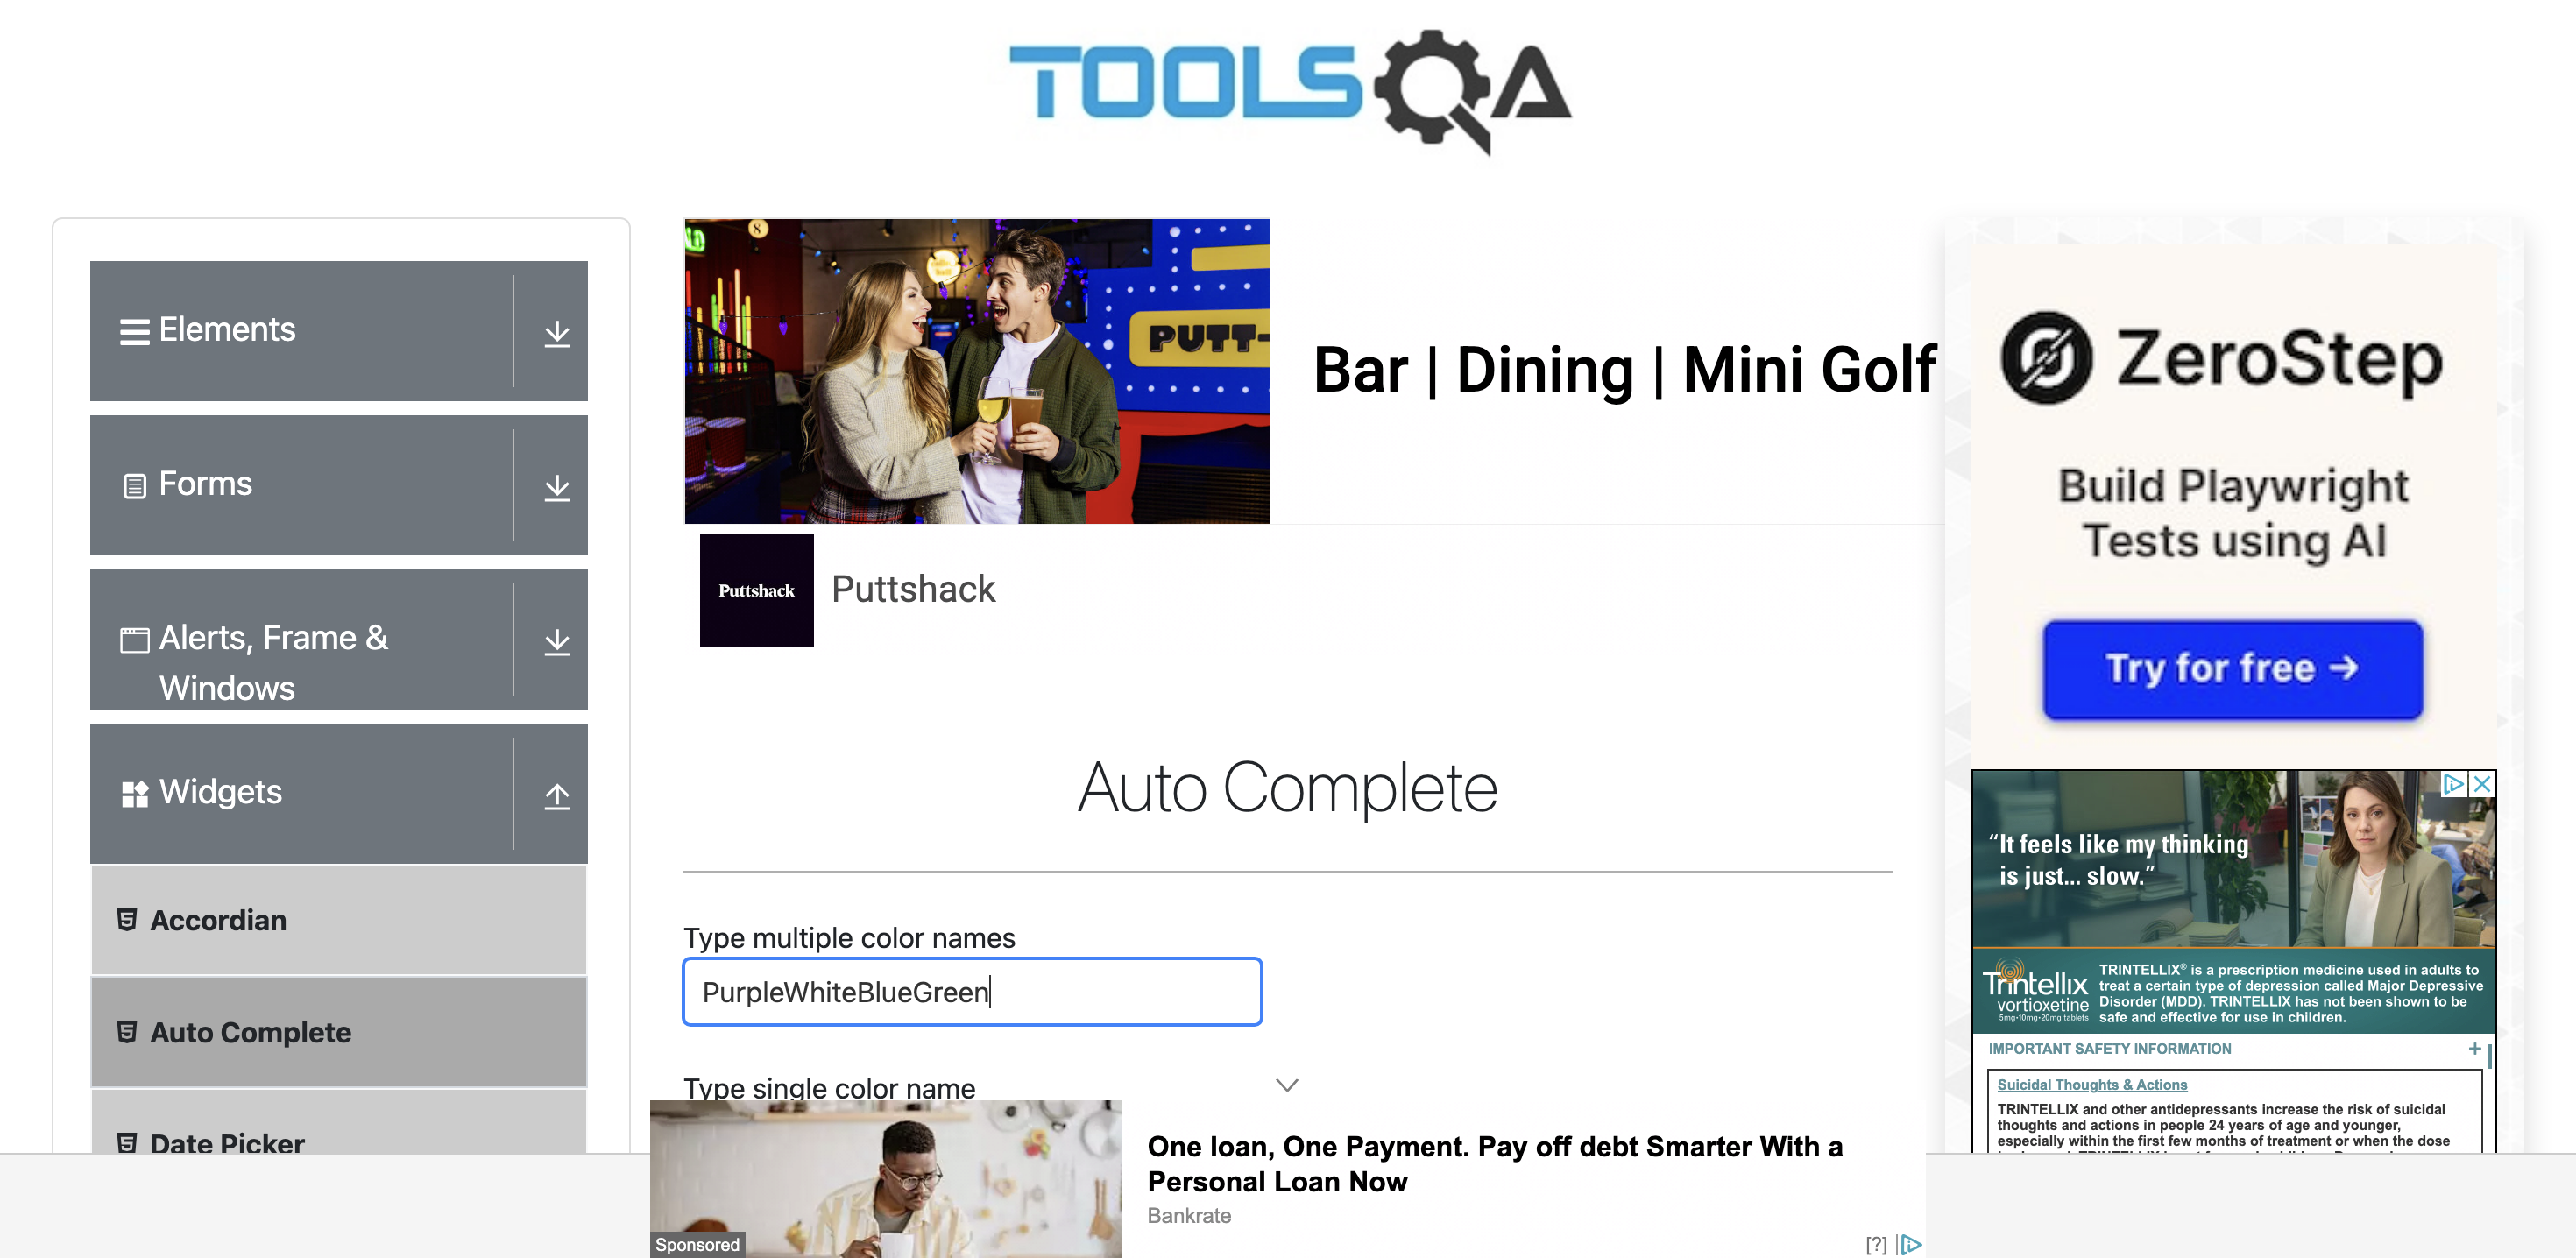 TOOLSQA
Elements
Forms
Alerts, Frame &
Windows
Widgets
Accordian
Auto Complete
Date Picker
8
PUTT-
Bar | Dining | Mini Golf
Puttshack
Puttshack
Auto Complete
Type multiple color names
PurpleWhiteBlueGreen
Type single color name
Sponsored
One loan, One Payment. Pay off debt Smarter With a
Personal Loan Now
Bankrate
[?]
ZeroStep
Build Playwright
Tests using AI
Try for free →
“It feels like my thinking
is just... slow.”
Trintellix
vortioxetine
5mg•10mg•20mg tablets
TRINTELLIX® is a prescription medicine used in adults to
treat a certain type of depression called Major Depressive
Disorder (MDD). TRINTELLIX has not been shown to be
safe and effective for use in children.
IMPORTANT SAFETY INFORMATION +
Suicidal Thoughts & Actions
TRINTELLIX and other antidepressants increase the risk of suicidal
thoughts and actions in people 24 years of age and younger,
especially within the first few months of treatment or when the dose